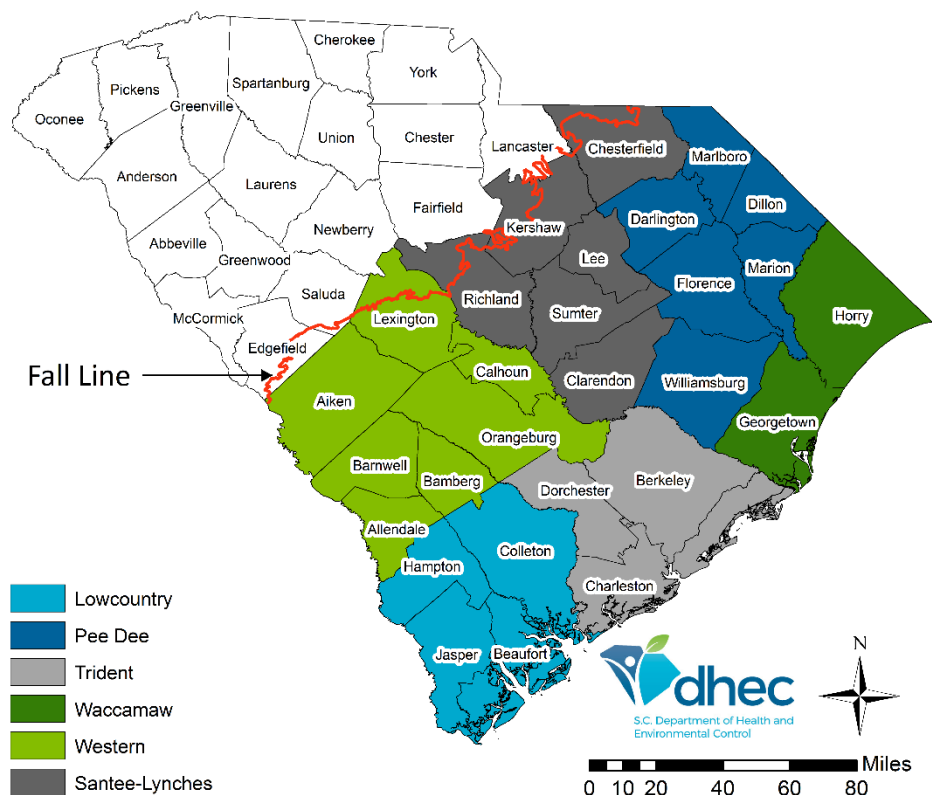 Cherokee
York
Spartanburg
Pickens
Greenville
Oconee
Union
Chester
Lancaster
Chesterfield
Marlboro
Anderson
Laurens
Fairfield
Darlington
Dillon
Newberry
Kershaw
Abbeville
Greenwood
Lee
Marion
Florence
Saluda
Richland
Sumter
Horry
McCormick
Lexington
Edgefield
Fall Line
Calhoun
Clarendon
Williamsburg
Aiken
Georgetown
Orangeburg
Barnwell
Bamberg
Dorchester
Berkeley
Allendale
Colleton
Hampton
Charleston
Jasper
Beaufort
Lowcountry
Pee Dee
Trident
Waccamaw
Western
Santee-Lynches
dhec
S.C. Department of Health and
Environmental Control
N
Miles
0 10 20 40 60 80